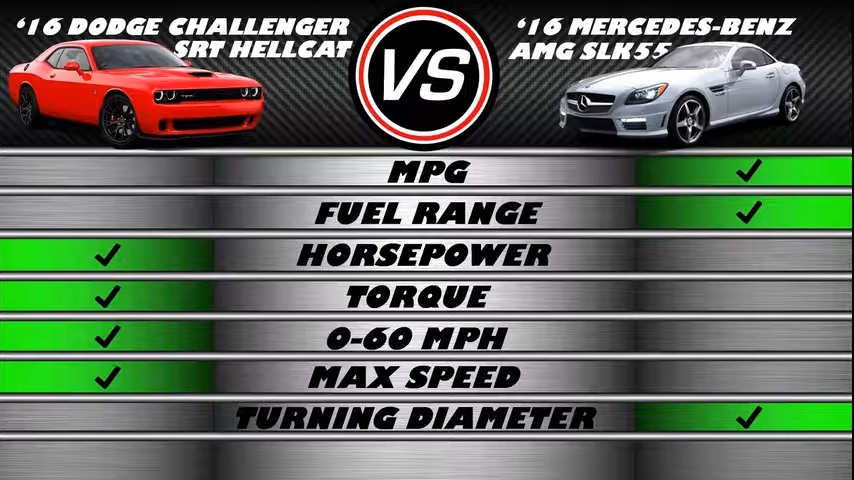 ‘16 DODGE CHALLENGER
SRT HELLCAT
VS
‘16 MERCEDES-BENZ
AMG SLK55
MPG
FUEL RANGE
HORSEPOWER
TORQUE
0-60 MPH
MAX SPEED
TURNING DIAMETER